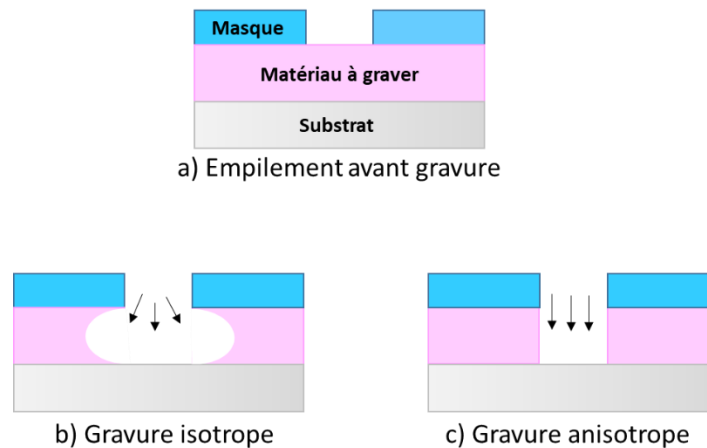 Masque
Matériau à graver
Substrat
a) Empilement avant gravure
b) Gravure isotrope
c) Gravure anisotrope